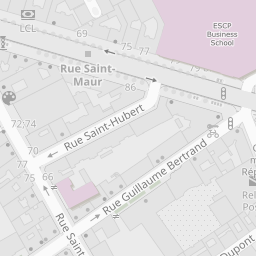 LCL
75
77
79
ESCP
Business
School
70
Rue Saint-
Maur
86
72;74
77
75
66
Rue Saint-Hubert
Rue Guillaume Bertrand
Rue Saint
Dupont